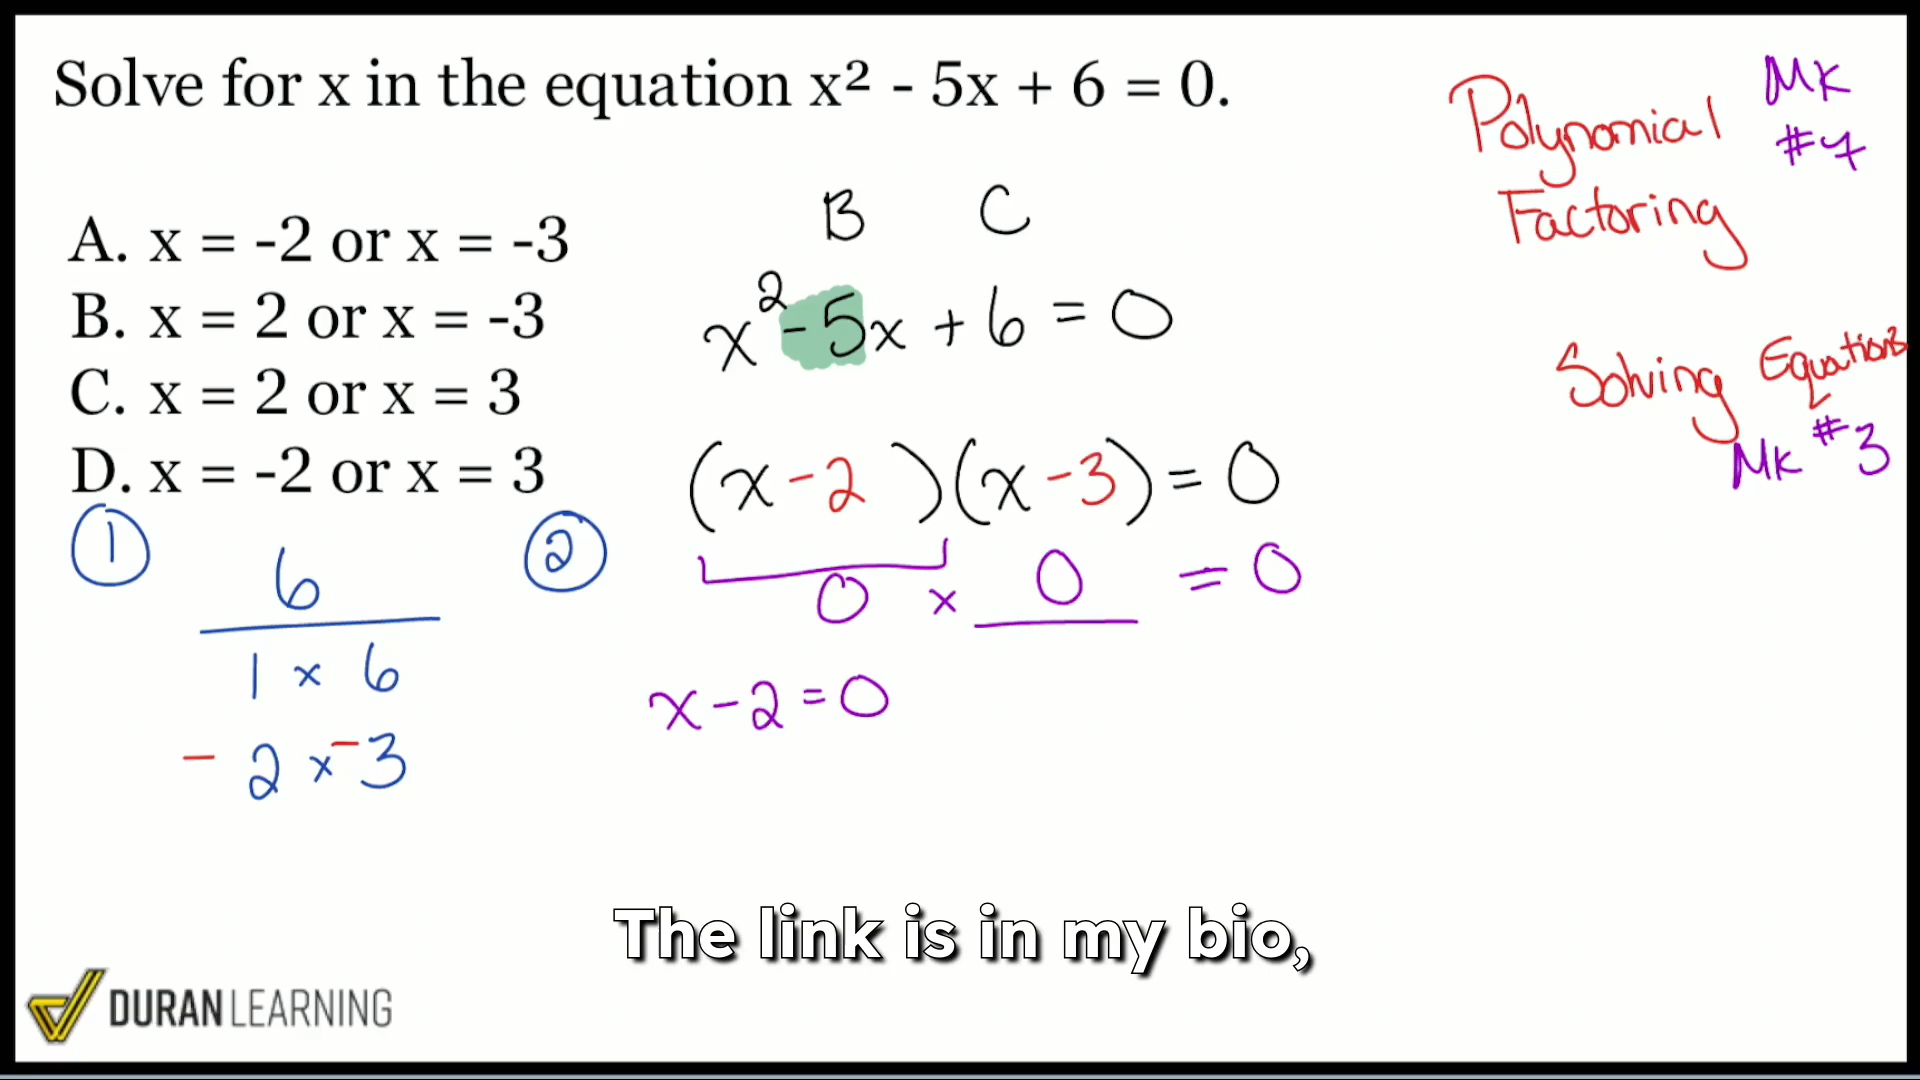 Solve for x in the equation x² - 5x + 6 = 0.
MK
#7
Polynomial
Factoring
A. x = -2 or x = -3
B. x = 2 or x = -3
C. x = 2 or x = 3
D. x = -2 or x = 3
B C
x² - 5x + 6 = 0
Solving Equations
MK #3
(x - 2 )(x - 3) = 0
0 x 0 = 0
x - 2 = 0
① ②
6
1 x 6
- 2 x - 3
The link is in my bio,
DURAN LEARNING